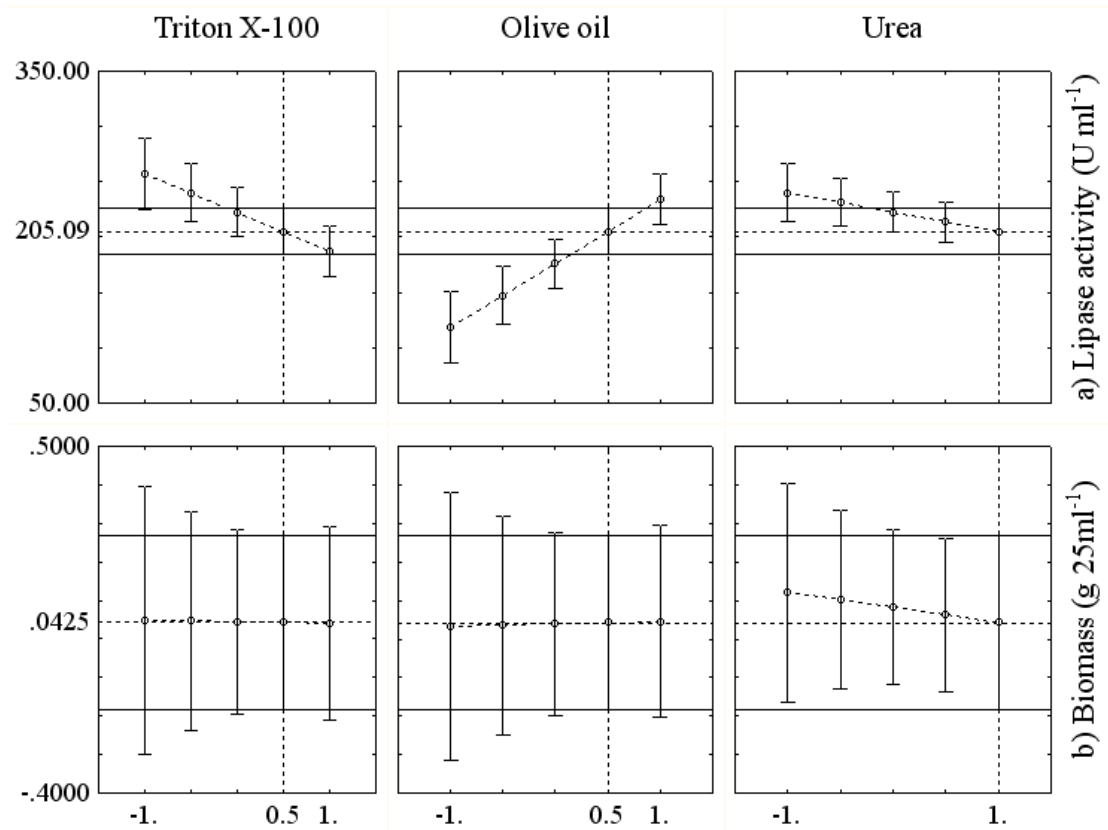 Triton X-100 Olive oil Urea
350.00
205.09
50.00
a) Lipase activity (U ml-1)
.5000
.0425
-.4000
b) Biomass (g 25ml-1)
-1. 0.5 1. -1. 0.5 1. -1. 1.